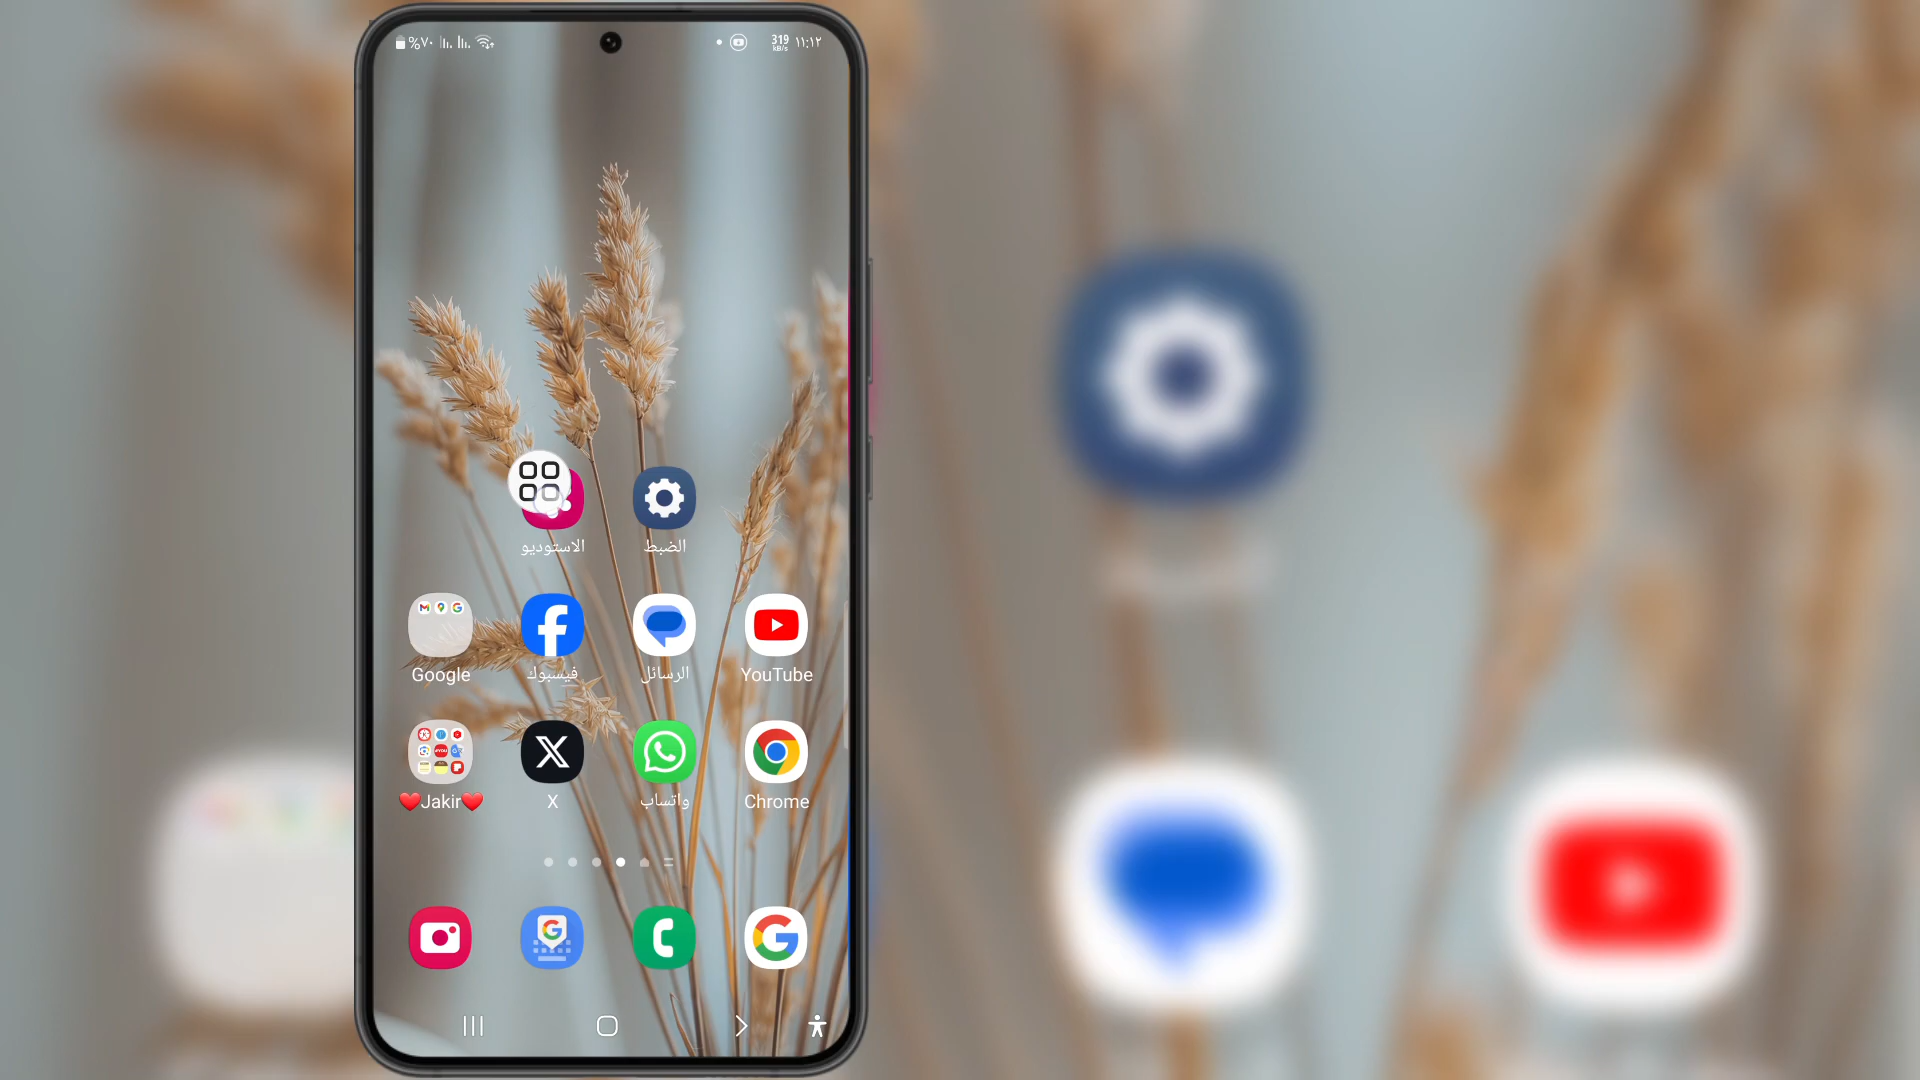 %٧٠
319
KB/s
١١:١٢
الاستوديو
الضبط
Google
فيسبوك
الرسائل
YouTube
❤️Jakir❤️
X
واتساب
Chrome